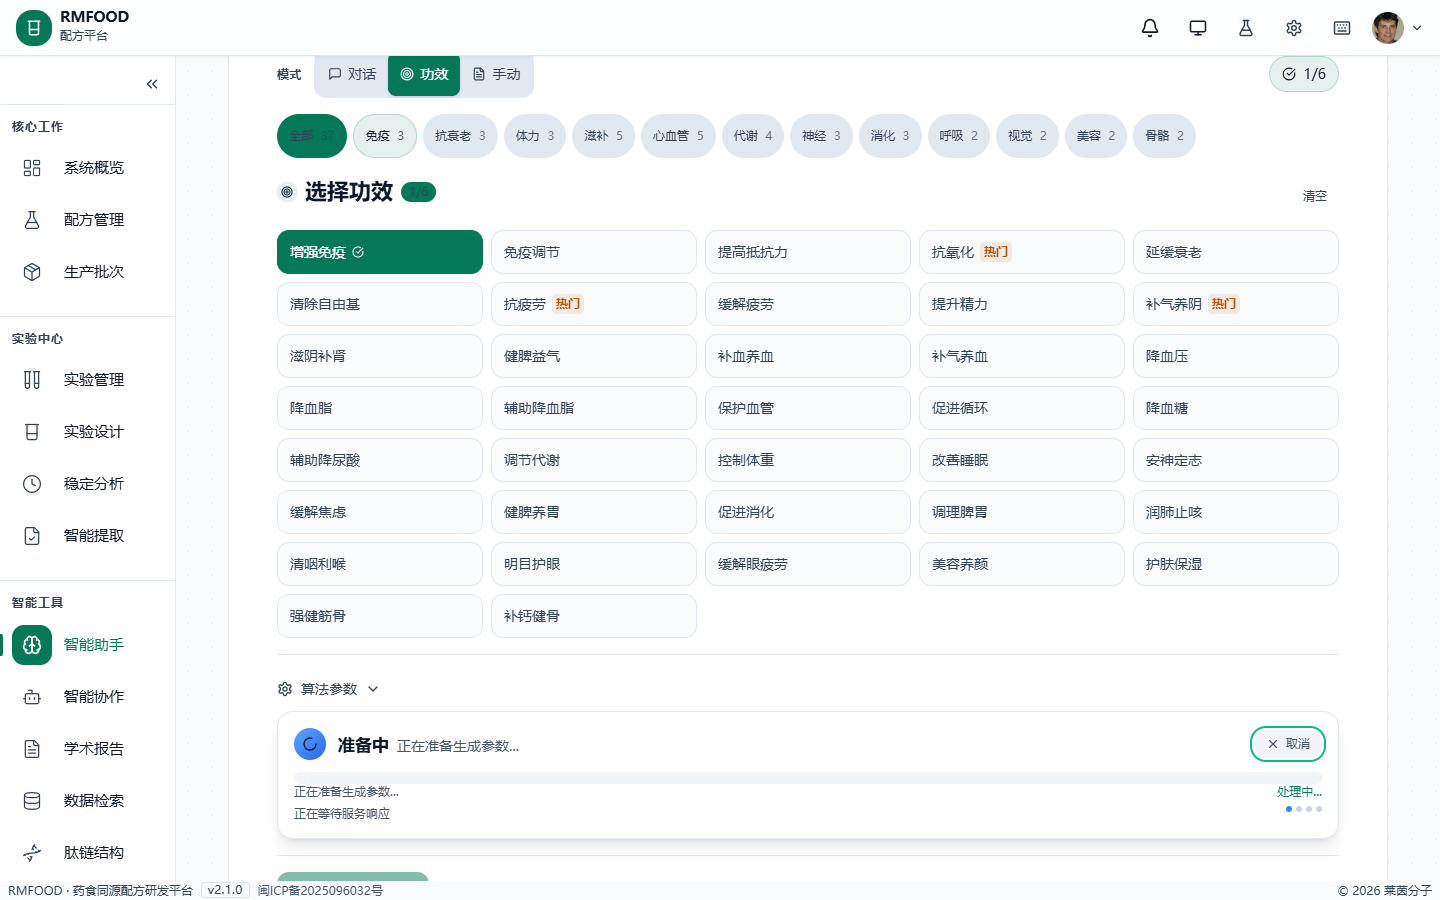 RMFOOD
配方平台
核心工作
系统概览
配方管理
生产批次
实验中心
实验管理
实验设计
稳定分析
智能提取
智能工具
智能助手
智能协作
学术报告
数据检索
肽链结构
模式 对话 功效 手动 1/6
全部 37 免疫 3 抗衰老 3 体力 3 滋补 5 心血管 5 代谢 4 神经 3 消化 3 呼吸 2 视觉 2 美容 2 骨骼 2
选择功效 1/6 清空
增强免疫 免疫调节 提高抵抗力 抗氧化 热门 延缓衰老
清除自由基 抗疲劳 热门 缓解疲劳 提升精力 补气养阴 热门
滋阴补肾 健脾益气 补血养血 补气养血 降血压
降血脂 辅助降血脂 保护血管 促进循环 降血糖
辅助降尿酸 调节代谢 控制体重 改善睡眠 安神定志
缓解焦虑 健脾养胃 促进消化 调理脾胃 润肺止咳
清咽利喉 明目护眼 缓解眼疲劳 美容养颜 护肤保湿
强健筋骨 补钙健骨
算法参数
准备中 正在准备生成参数... 取消
正在准备生成参数... 处理中...
正在等待服务响应
RMFOOD · 药食同源配方研发平台 v2.1.0 闽ICP备2025096032号 © 2026 莱茵分子